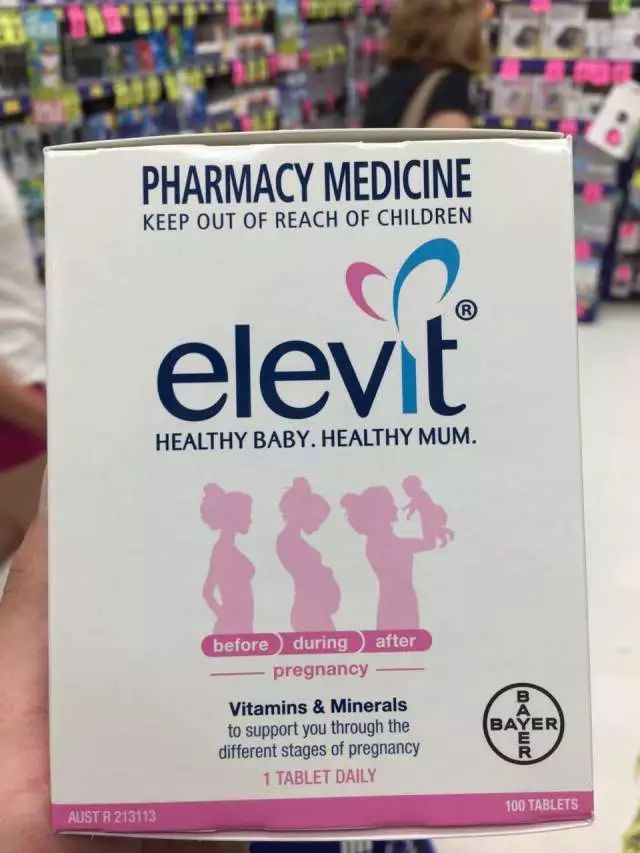 PHARMACY MEDICINE
KEEP OUT OF REACH OF CHILDREN
elevit®
HEALTHY BABY. HEALTHY MUM.
before during after
pregnancy
Vitamins & Minerals
to support you through the
different stages of pregnancy
1 TABLET DAILY
BAYER
BAYER
AUST R 213113
100 TABLETS